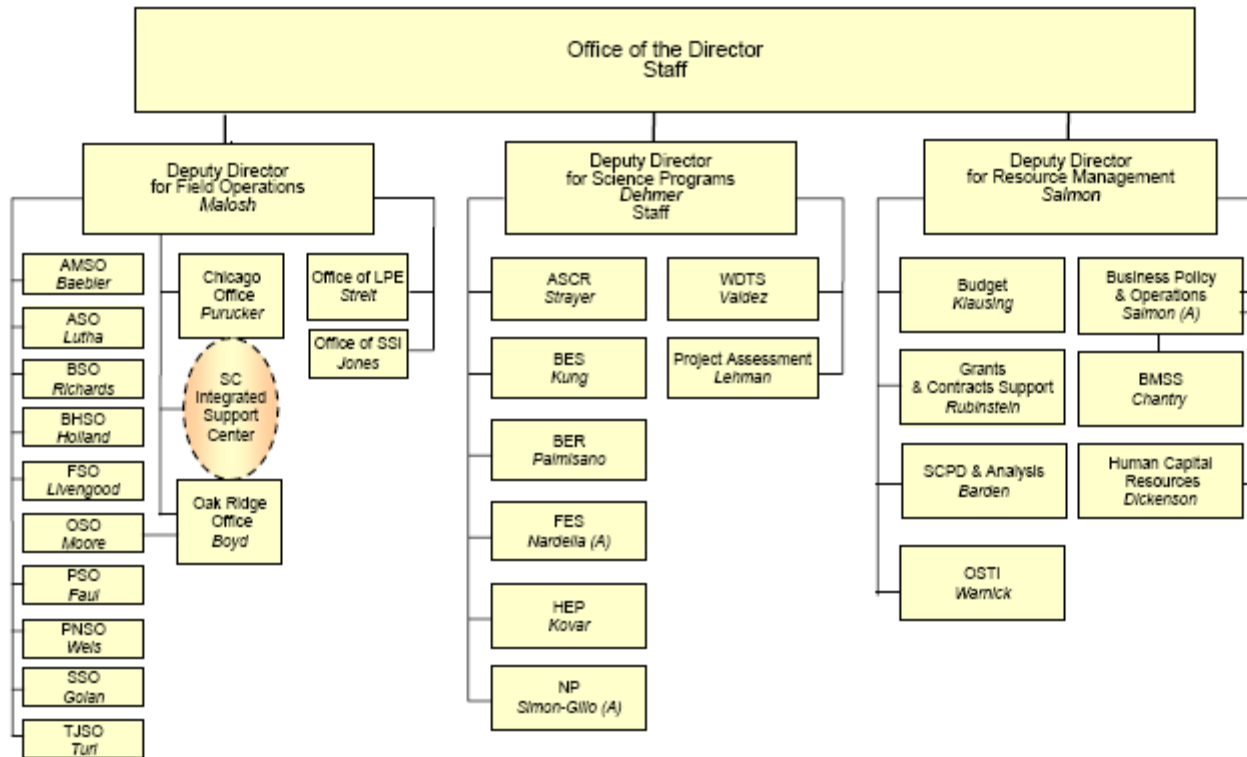 Office of the Director
Staff
Deputy Director
for Field Operations
Malosh
AMSO
Baebler
ASO
Lutha
BSO
Richards
BHSO
Holland
FSO
Livengood
OSO
Moore
PSO
Faul
PNSO
Weis
SSO
Golan
TJSO
Turi
Chicago
Office
Purucker
SC
Integrated
Support
Center
Oak Ridge
Office
Boyd
Office of LPE
Streit
Office of SSI
Jones
Deputy Director
for Science Programs
Dehmer
Staff
ASCR
Strayer
BES
Kung
BER
Palmisano
FES
Nardella (A)
HEP
Kovar
NP
Simon-Gillo (A)
WDTS
Valdez
Project Assessment
Lehman
Deputy Director
for Resource Management
Salmon
Budget
Klausing
Grants
& Contracts Support
Rubinstein
SCPD & Analysis
Barden
OSTI
Warnick
Business Policy
& Operations
Salmon (A)
BMSS
Chantry
Human Capital
Resources
Dickenson